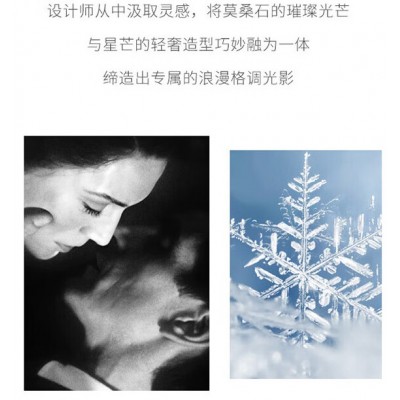 设计师从中汲取灵感，将莫桑石的璀璨光芒
与星芒的轻奢造型巧妙融为一体
缔造出专属的浪漫格调光影